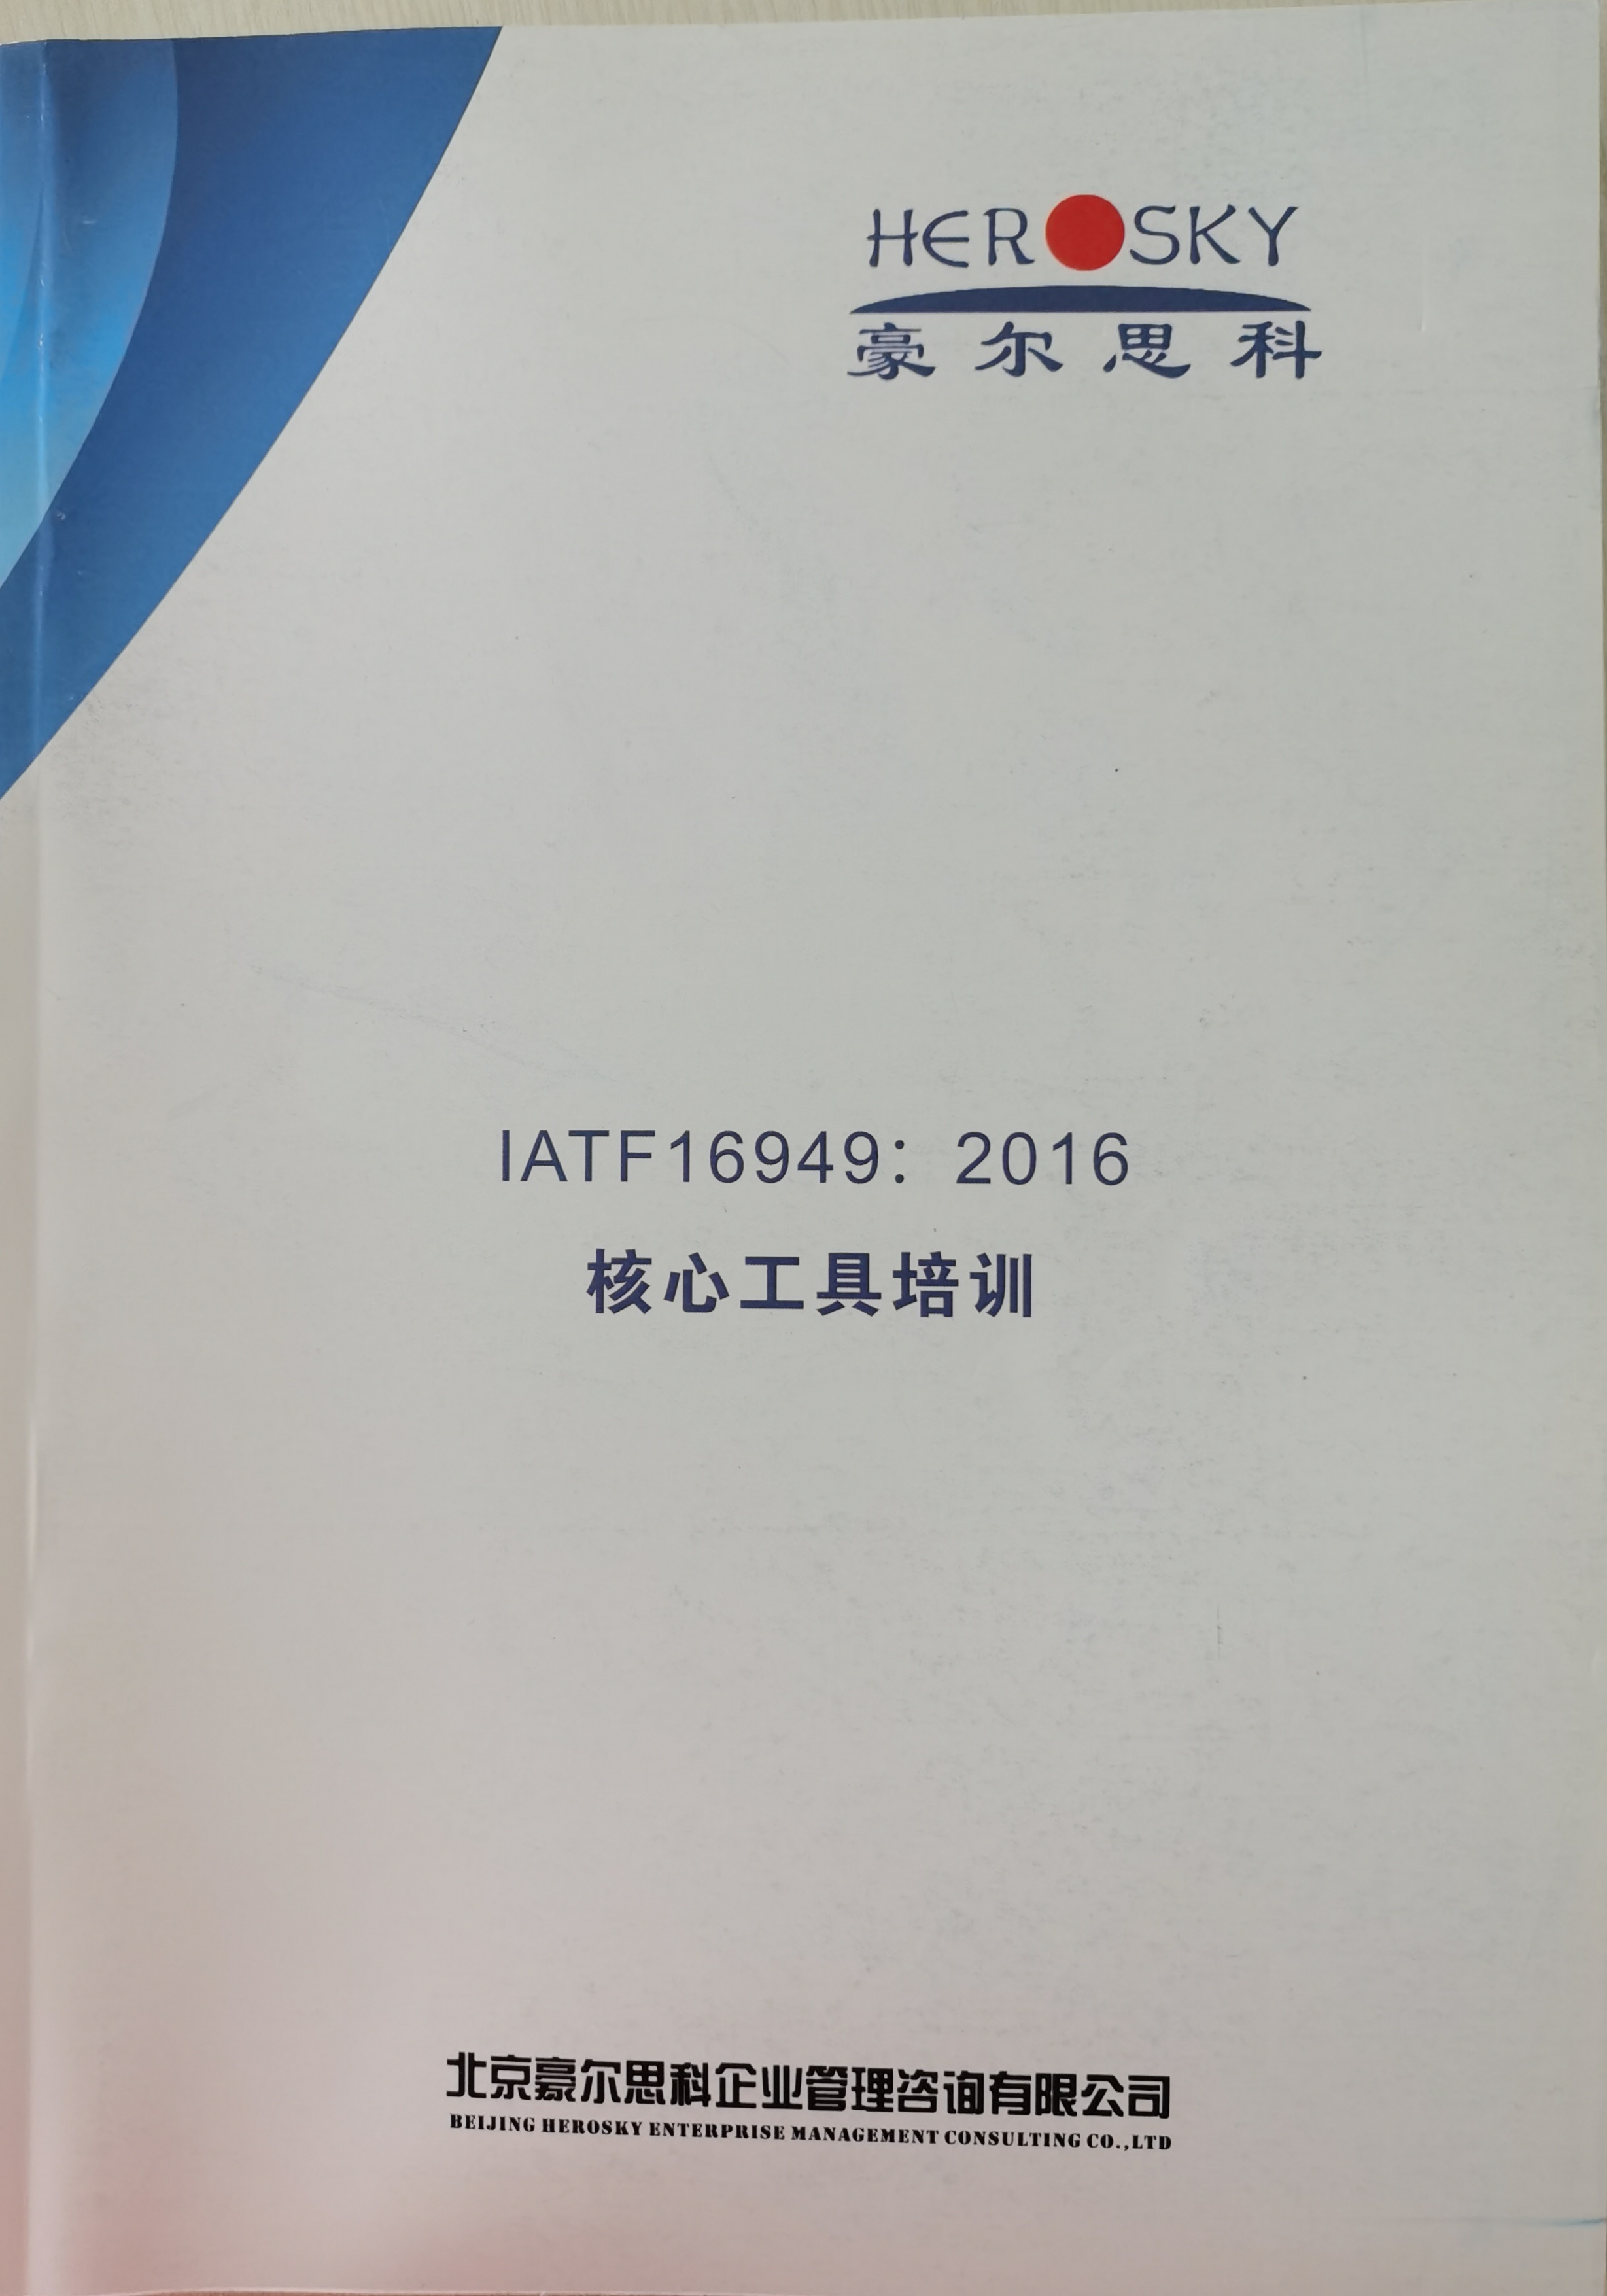 HEROSKY
豪尔思科
IATF16949：2016
核心工具培训
北京豪尔思科企业管理咨询有限公司
BEIJING HEROSKY ENTERPRISE MANAGEMENT CONSULTING CO.,LTD